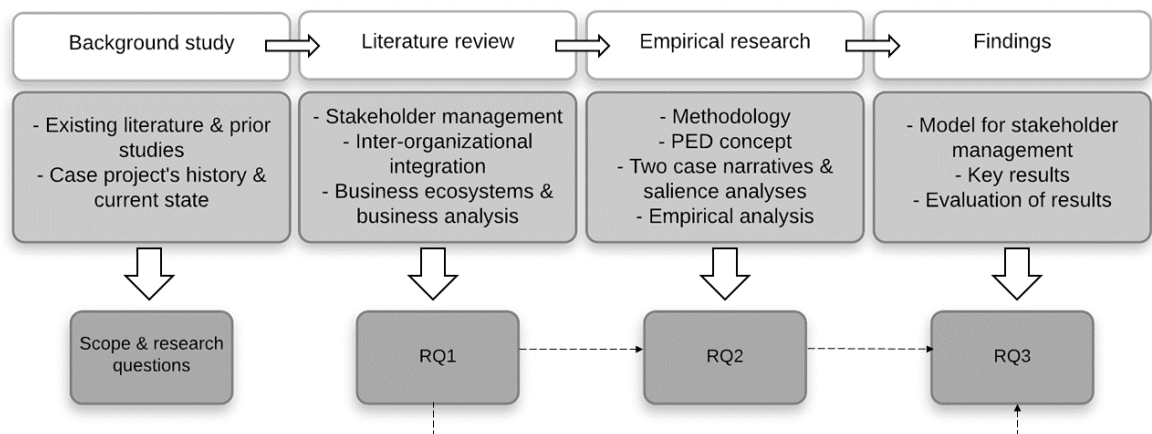 Background study
Literature review
Empirical research
Findings
- Existing literature & prior
studies
- Case project's history &
current state
- Stakeholder management
- Inter-organizational
integration
- Business ecosystems &
business analysis
- Methodology
- PED concept
- Two case narratives &
salience analyses
- Empirical analysis
- Model for stakeholder
management
- Key results
- Evaluation of results
Scope & research
questions
RQ1
RQ2
RQ3